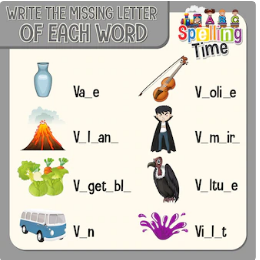 WRITE THE MISSING LETTER
OF EACH WORD
Spelling
Time
Va_e
V_oli_e
V_l_an_
V_m_ir_
V_get_bl_
V_ltu_e
V_n
Vi_l_t